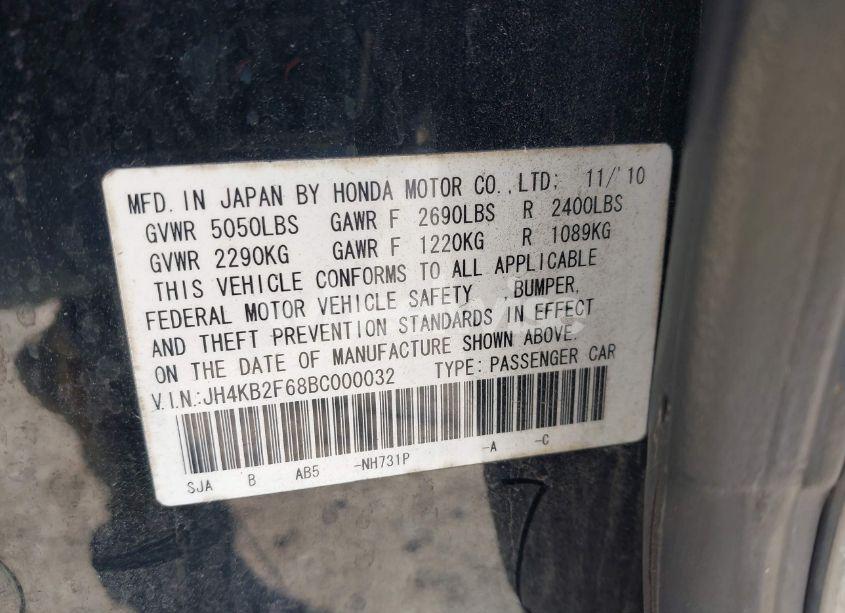 MFD. IN JAPAN BY HONDA MOTOR CO.,LTD; 11/'10
GVWR 5050LBS GAWR F 2690LBS R 2400LBS
GVWR 2290KG GAWR F 1220KG R 1089KG
THIS VEHICLE CONFORMS TO ALL APPLICABLE
FEDERAL MOTOR VEHICLE SAFETY ,BUMPER,
AND THEFT PREVENTION STANDARDS IN EFFECT
ON THE DATE OF MANUFACTURE SHOWN ABOVE.
V.I.N.:JH4KB2F68BC000032 TYPE: PASSENGER CAR
SJA B AB5 -NH731P -A -C